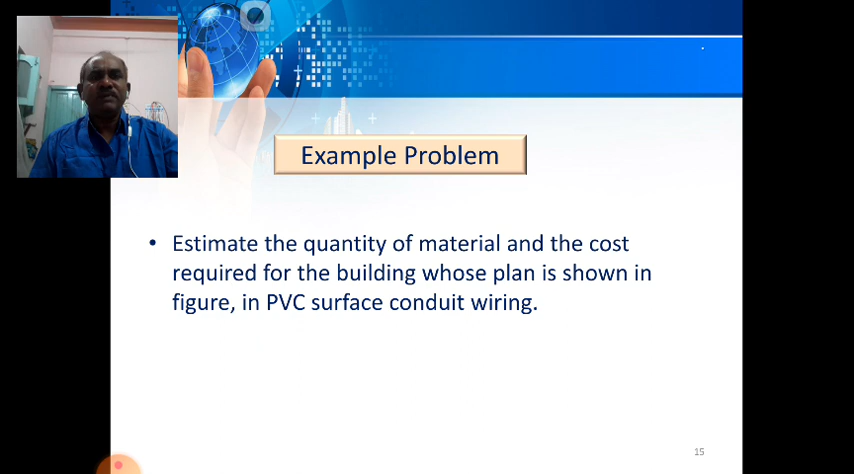 Example Problem
• Estimate the quantity of material and the cost
required for the building whose plan is shown in
figure, in PVC surface conduit wiring.
15